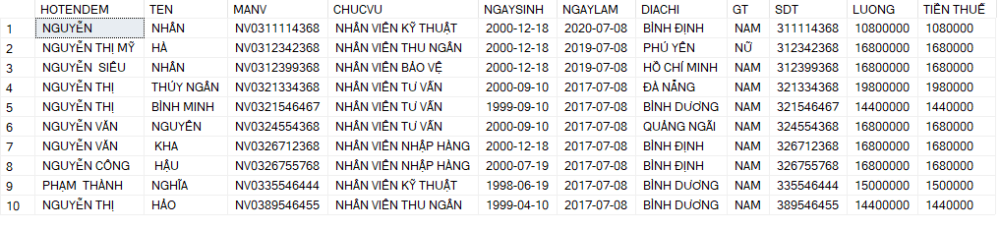 HOTENDEM TEN MANV CHUCVU NGAYSINH NGAYLAM DIACHI GT SDT LUONG TIỀN THUẾ
1 NGUYỄN NHÂN NV0311114368 NHÂN VIÊN KỸ THUẬT 2000-12-18 2020-07-08 BÌNH ĐỊNH NAM 311114368 10800000 1080000
2 NGUYỄN THỊ MỸ HÀ NV0312342368 NHÂN VIÊN THU NGÂN 2000-12-18 2019-07-08 PHÚ YÊN NỮ 312342368 16800000 1680000
3 NGUYỄN SIÊU NHÂN NV0312399368 NHÂN VIÊN BẢO VỆ 2000-12-18 2019-07-08 HỒ CHÍ MINH NAM 312399368 16800000 1680000
4 NGUYỄN THỊ THÚY NGÂN NV0321334368 NHÂN VIÊN TƯ VẤN 2000-09-10 2017-07-08 ĐÀ NẴNG NAM 321334368 19800000 1980000
5 NGUYỄN THỊ BÌNH MINH NV0321546467 NHÂN VIÊN TƯ VẤN 1999-09-10 2017-07-08 BÌNH DƯƠNG NAM 321546467 14400000 1440000
6 NGUYỄN VĂN NGUYÊN NV0324554368 NHÂN VIÊN TƯ VẤN 2000-09-10 2017-07-08 QUẢNG NGÃI NAM 324554368 16800000 1680000
7 NGUYỄN VĂN KHA NV0326712368 NHÂN VIÊN NHẬP HÀNG 2000-12-18 2017-07-08 BÌNH ĐỊNH NAM 326712368 16800000 1680000
8 NGUYỄN CÔNG HẬU NV0326755768 NHÂN VIÊN NHẬP HÀNG 2000-07-19 2017-07-08 BÌNH ĐỊNH NAM 326755768 16800000 1680000
9 PHẠM THÀNH NGHĨA NV0335546444 NHÂN VIÊN KỸ THUẬT 1998-06-19 2017-07-08 BÌNH DƯƠNG NAM 335546444 15000000 1500000
10 NGUYỄN THỊ HẢO NV0389546455 NHÂN VIÊN THU NGÂN 1999-04-10 2017-07-08 BÌNH DƯƠNG NAM 389546455 14400000 1440000